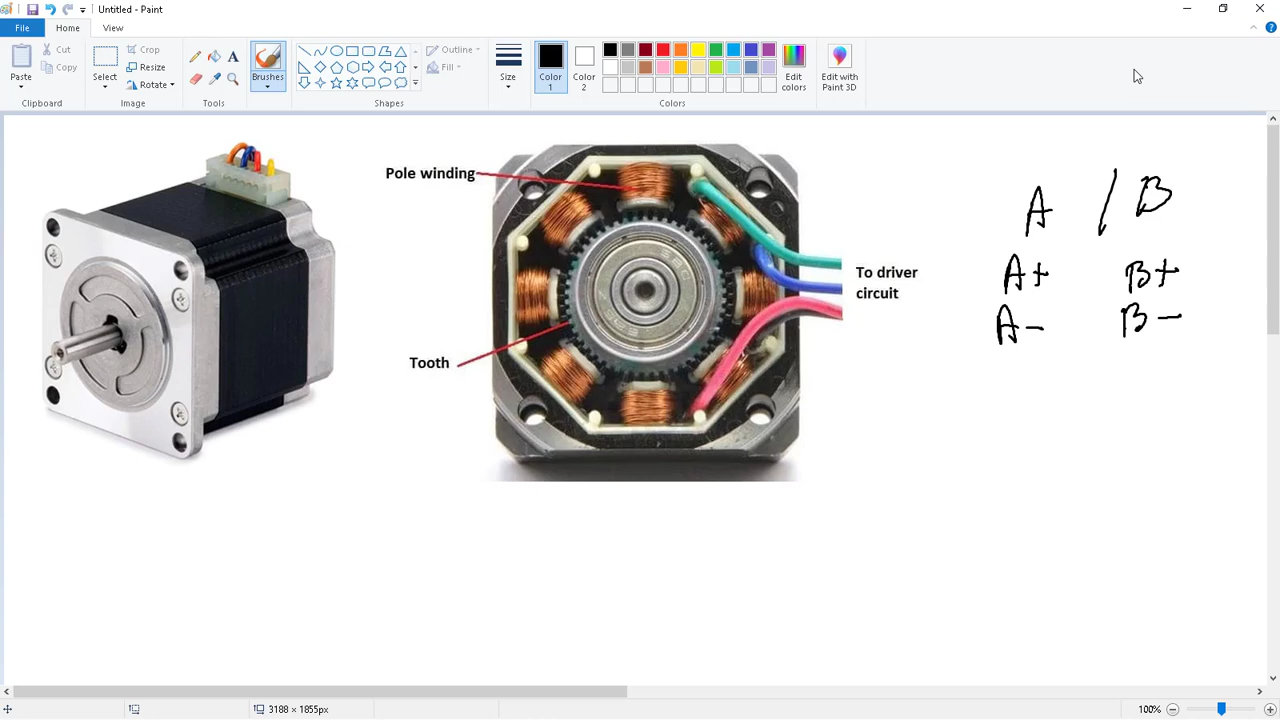 Untitled - Paint
File Home View
Paste
Cut
Copy
Clipboard
Select
Crop
Resize
Rotate
Image
Tools
Brushes
Outline
Fill
Shapes
Size
Color 1
Color 2
Edit colors
Edit with Paint 3D
Colors
Pole winding
Tooth
To driver
circuit
A / B
A+ B+
A- B-
3188 × 1855px
100%